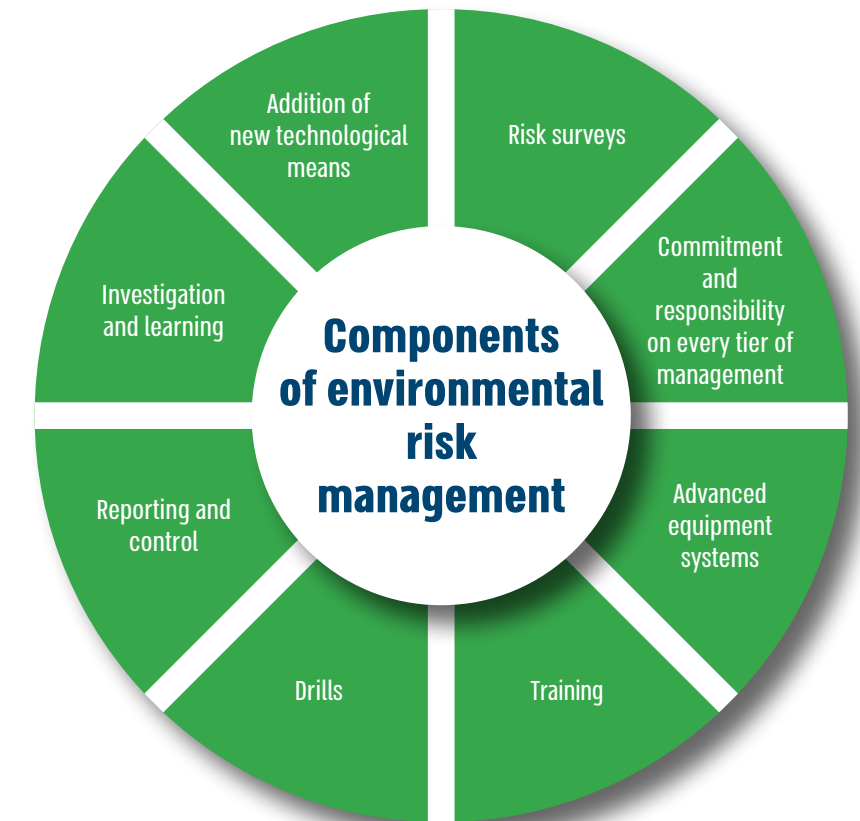 Components
of environmental
risk
management
Risk surveys
Commitment
and
responsibility
on every tier of
management
Advanced
equipment
systems
Training
Drills
Reporting and
control
Investigation
and learning
Addition of
new technological
means